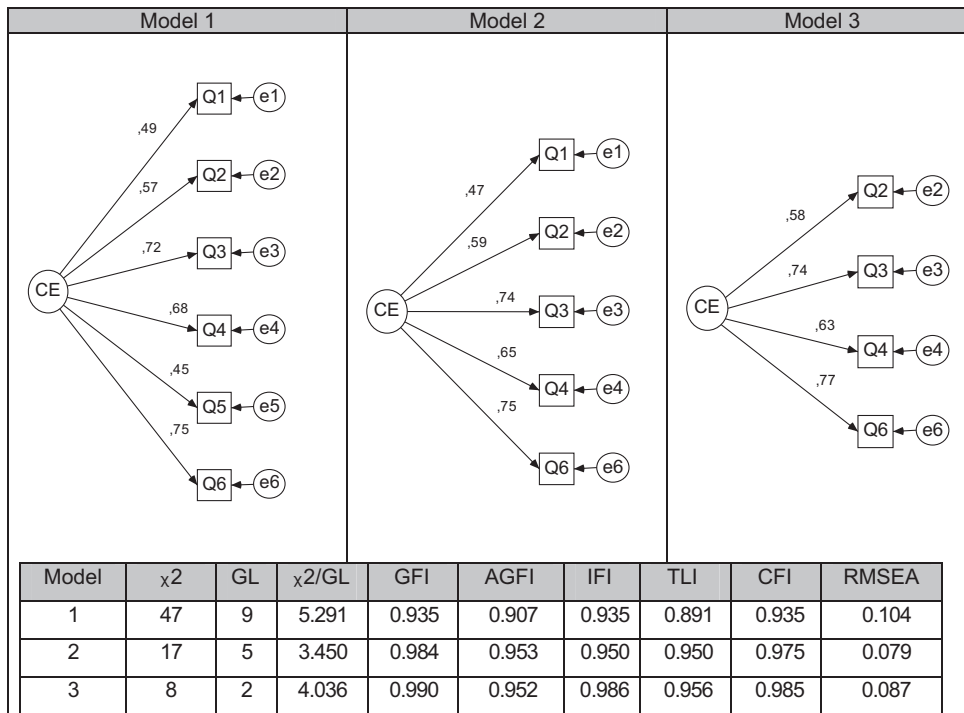 Model 1 Model 2 Model 3
Q1 e1
,49
Q2 e2
,57
Q3 e3
,72
CE
Q4 e4
,68
Q5 e5
,45
Q6 e6
,75
Q1 e1
,47
Q2 e2
,59
CE
Q3 e3
,74
Q4 e4
,65
Q6 e6
,75
Q2 e2
,58
Q3 e3
,74
CE
Q4 e4
,63
Q6 e6
,77
Model χ2 GL χ2/GL GFI AGFI IFI TLI CFI RMSEA
1 47 9 5.291 0.935 0.907 0.935 0.891 0.935 0.104
2 17 5 3.450 0.984 0.953 0.950 0.950 0.975 0.079
3 8 2 4.036 0.990 0.952 0.986 0.956 0.985 0.087